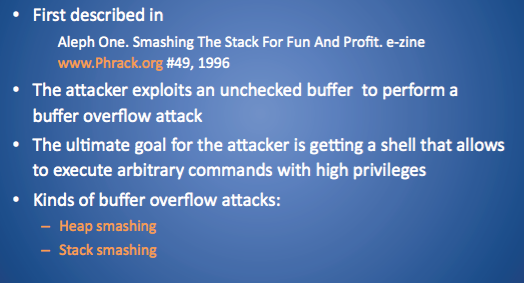 • First described in
Aleph One. Smashing The Stack For Fun And Profit. e-zine
www.Phrack.org #49, 1996
• The attacker exploits an unchecked buffer to perform a
buffer overflow attack
• The ultimate goal for the attacker is getting a shell that allows
to execute arbitrary commands with high privileges
• Kinds of buffer overflow attacks:
– Heap smashing
– Stack smashing